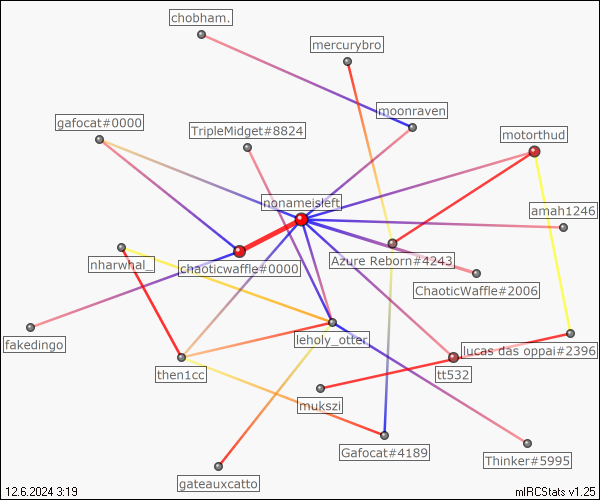 chobham.
mercurybro
moonraven
gafocat#0000
TripleMidget#8824
motorthud
nonameisleft
amah1246
nharwhal_
chaoticwaffle#0000
Azure Reborn#4243
ChaoticWaffle#2006
fakedingo
leholy_otter
lucas das oppai#2396
then1cc
tt532
mukszi
Gafocat#4189
Thinker#5995
gateauxcatto
12.6.2024 3:19
mIRCStats v1.25